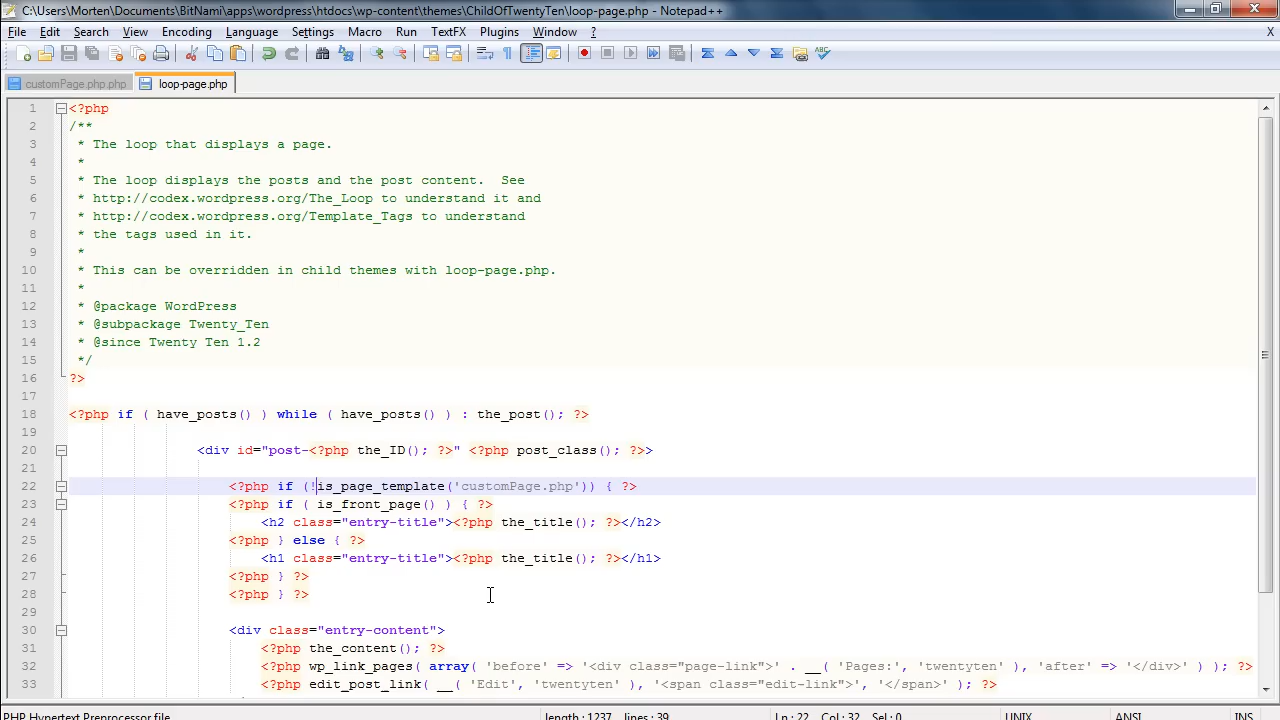 C:\Users\Morten\Documents\BitNami\apps\wordpress\htdocs\wp-content\themes\ChildOfTwentyTen\loop-page.php - Notepad++
File Edit Search View Encoding Language Settings Macro Run TextFX Plugins Window ? X
customPage.php.php loop-page.php
1 <?php
2 /**
3 * The loop that displays a page.
4 *
5 * The loop displays the posts and the post content. See
6 * http://codex.wordpress.org/The_Loop to understand it and
7 * http://codex.wordpress.org/Template_Tags to understand
8 * the tags used in it.
9 *
10 * This can be overridden in child themes with loop-page.php.
11 *
12 * @package WordPress
13 * @subpackage Twenty_Ten
14 * @since Twenty Ten 1.2
15 */
16 ?>
17
18 <?php if ( have_posts() ) while ( have_posts() ) : the_post(); ?>
19
20 <div id="post-<?php the_ID(); ?>" <?php post_class(); ?>>
21
22 <?php if (!is_page_template('customPage.php')) { ?>
23 <?php if ( is_front_page() ) { ?>
24 <h2 class="entry-title"><?php the_title(); ?></h2>
25 <?php } else { ?>
26 <h1 class="entry-title"><?php the_title(); ?></h1>
27 <?php } ?>
28 <?php } ?>
29
30 <div class="entry-content">
31 <?php the_content(); ?>
32 <?php wp_link_pages( array( 'before' => '<div class="page-link">' . __( 'Pages:', 'twentyten' ), 'after' => '</div>' ) ); ?>
33 <?php edit_post_link( __( 'Edit', 'twentyten' ), '<span class="edit-link">', '</span>' ); ?>
PHP Hypertext Preprocessor file length : 1237 lines : 39 Ln : 22 Col : 32 Sel : 0 UNIX ANSI INS